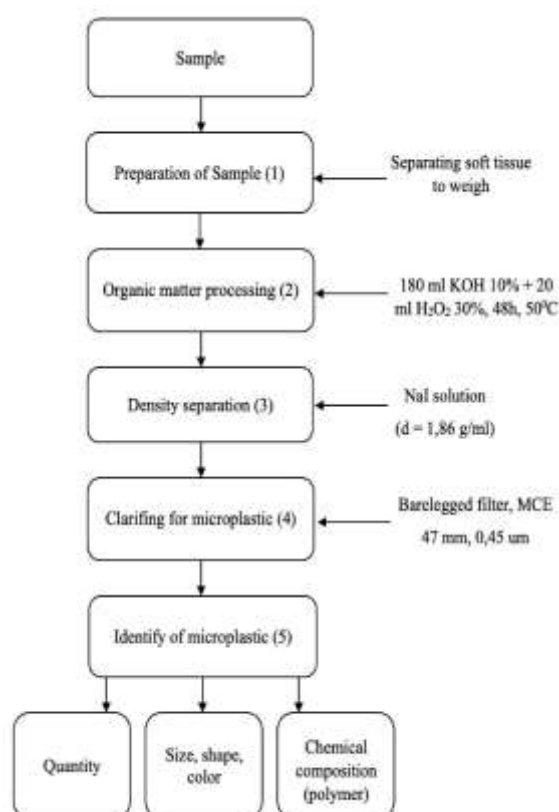 Sample
Preparation of Sample (1)
Separating soft tissue
to weigh
Organic matter processing (2)
180 ml KOH 10% + 20
ml H₂O₂ 30%, 48h, 50⁰C
Density separation (3)
NaI solution
(d = 1,86 g/ml)
Clarifing for microplastic (4)
Barelegged filter, MCE
47 mm, 0,45 um
Identify of microplastic (5)
Quantity
Size, shape,
color
Chemical
composition
(polymer)